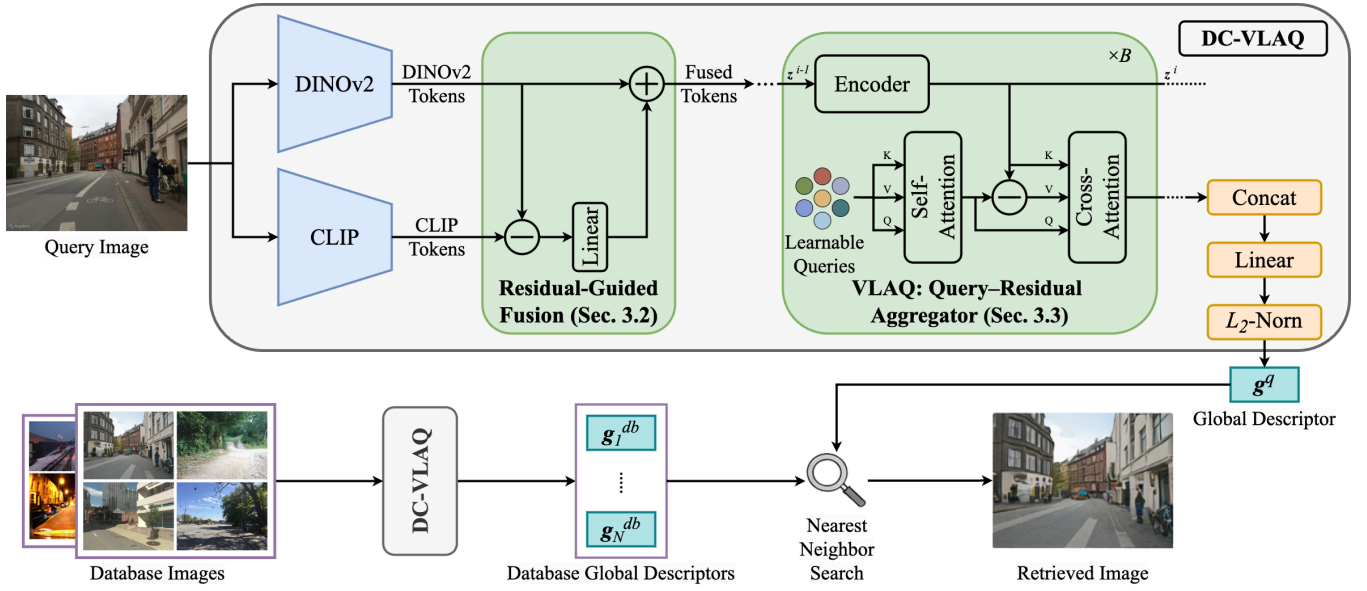 DC-VLAQ
DINOv2
DINOv2
Tokens
Fused
Tokens
z^{i-1}
Encoder
×B
z^i
Query Image
CLIP
CLIP
Tokens
Linear
Residual-Guided
Fusion (Sec. 3.2)
Learnable
Queries
K
V
Q
Self-
Attention
K
V
Q
Cross-
Attention
VLAQ: Query–Residual
Aggregator (Sec. 3.3)
Concat
Linear
L₂-Norn
g^q
Global Descriptor
Database Images
DC-VLAQ
g_1^{db}
g_N^{db}
Database Global Descriptors
Nearest
Neighbor
Search
Retrieved Image